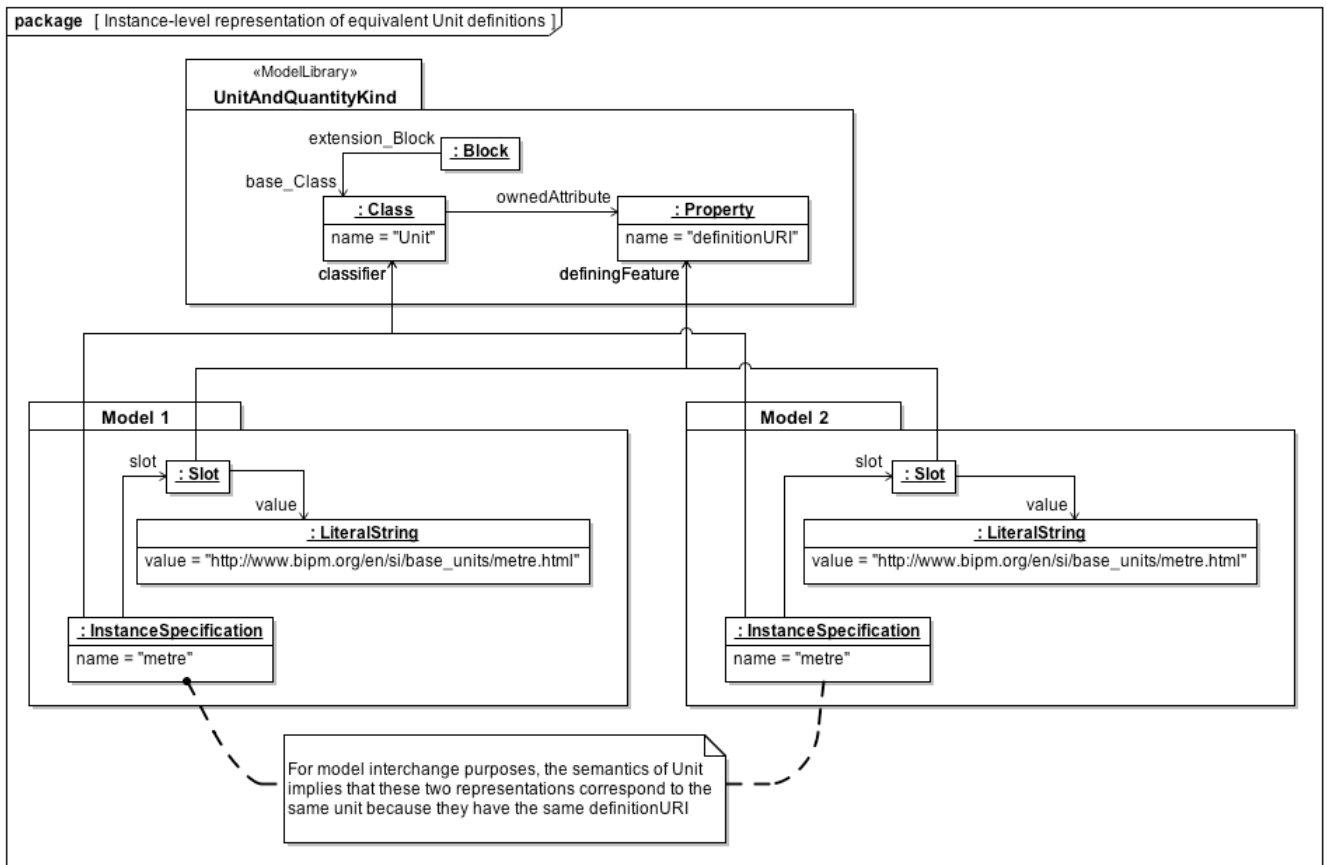 package [ Instance-level representation of equivalent Unit definitions ]
«ModelLibrary»
UnitAndQuantityKind
extension_Block
: Block
base_Class
: Class
name = "Unit"
ownedAttribute
: Property
name = "definitionURI"
classifier
definingFeature
Model 1
slot
: Slot
value
: LiteralString
value = "http://www.bipm.org/en/si/base_units/metre.html"
: InstanceSpecification
name = "metre"
Model 2
slot
: Slot
value
: LiteralString
value = "http://www.bipm.org/en/si/base_units/metre.html"
: InstanceSpecification
name = "metre"
For model interchange purposes, the semantics of Unit
implies that these two representations correspond to the
same unit because they have the same definitionURI